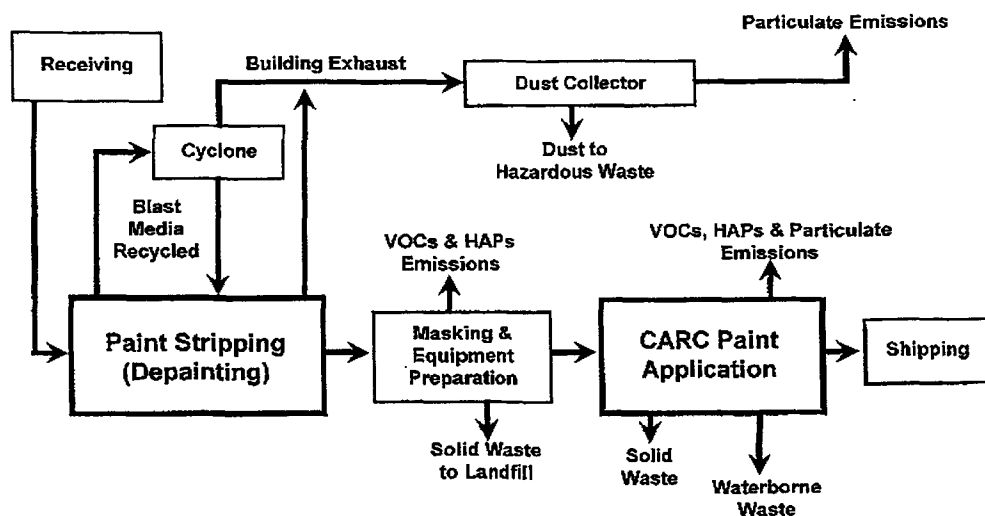 Particulate Emissions
Receiving
Building Exhaust
Dust Collector
Cyclone
Dust to
Hazardous Waste
Blast
Media
Recycled
VOCs & HAPs
Emissions
VOCs, HAPs & Particulate
Emissions
Paint Stripping
(Depainting)
Masking &
Equipment
Preparation
CARC Paint
Application
Shipping
Solid Waste
to Landfill
Solid
Waste
Waterborne
Waste